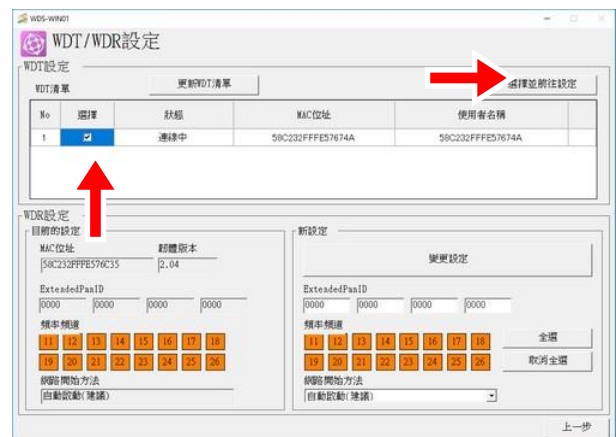 WDS-WIN01
WDT/WDR設定
WDT設定
WDT清單
更新WDT清單
選擇並前往設定
No 選擇 狀態 MAC位址 使用者名稱
1 連線中 58C232FFFE57674A 58C232FFFE57674A
WDR設定
目前的設定
MAC位址 韌體版本
58C232FFFE576C35 2.04
ExtendedPanID
0000 0000 0000 0000
頻率頻道
11 12 13 14 15 16 17 18
19 20 21 22 23 24 25 26
網路開始方法
自動啟動(建議)
新設定
變更設定
ExtendedPanID
0000 0000 0000 0000
頻率頻道
11 12 13 14 15 16 17 18
19 20 21 22 23 24 25 26
全選
取消全選
網路開始方法
自動啟動(建議)
上一步